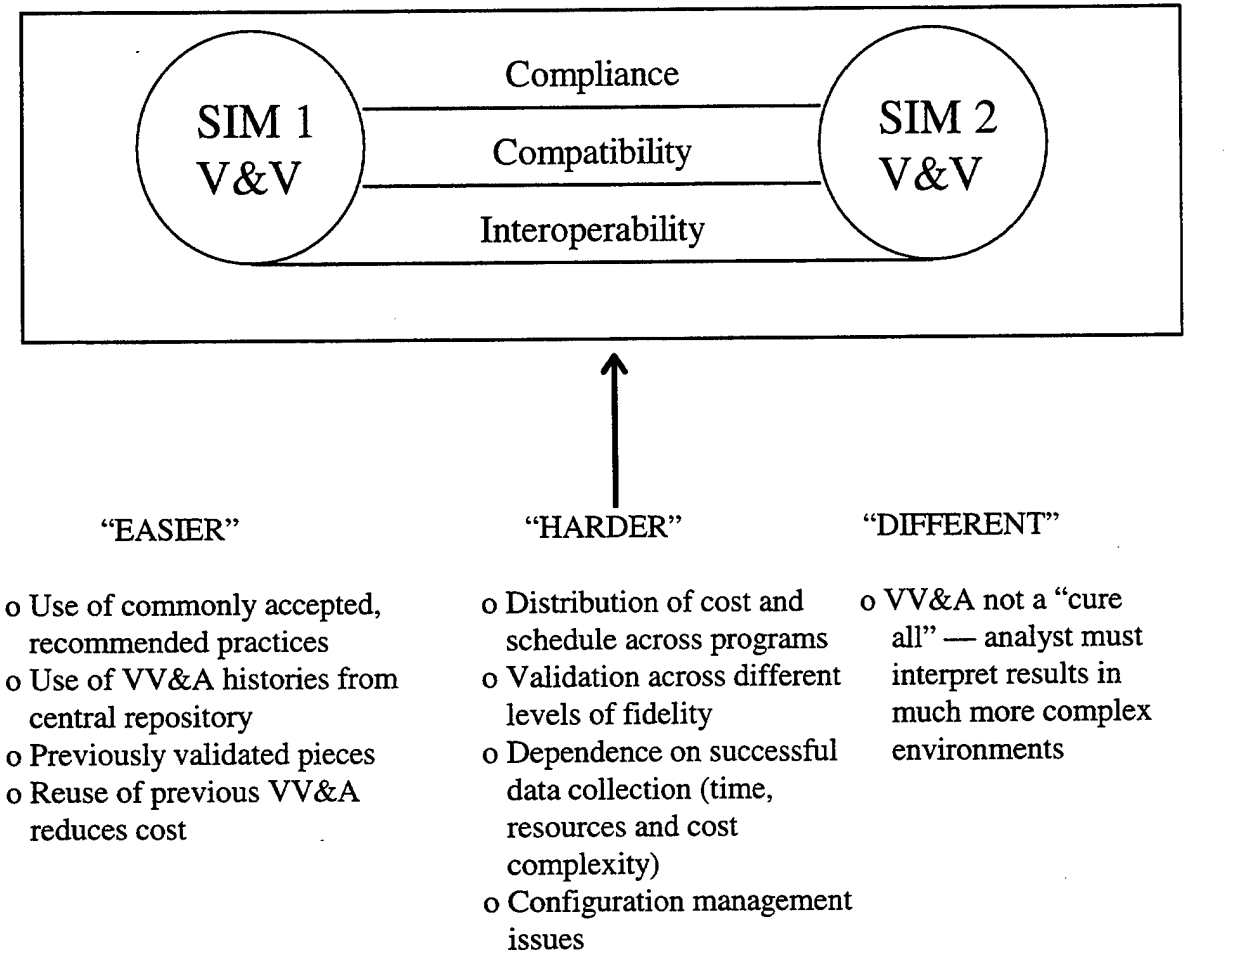 Compliance
SIM 1
V&V
SIM 2
V&V
Compatibility
Interoperability
“EASIER”
o Use of commonly accepted,
recommended practices
o Use of VV&A histories from
central repository
o Previously validated pieces
o Reuse of previous VV&A
reduces cost
“HARDER”
o Distribution of cost and
schedule across programs
o Validation across different
levels of fidelity
o Dependence on successful
data collection (time,
resources and cost
complexity)
o Configuration management
issues
“DIFFERENT”
o VV&A not a “cure
all” — analyst must
interpret results in
much more complex
environments